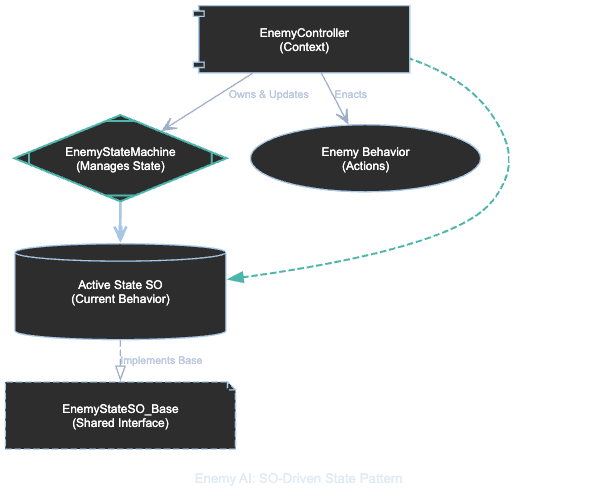 EnemyController
(Context)
Owns & Updates
Enacts
EnemyStateMachine
(Manages State)
Enemy Behavior
(Actions)
Active State SO
(Current Behavior)
Implements Base
EnemyStateSO_Base
(Shared Interface)
Enemy AI: SO-Driven State Pattern